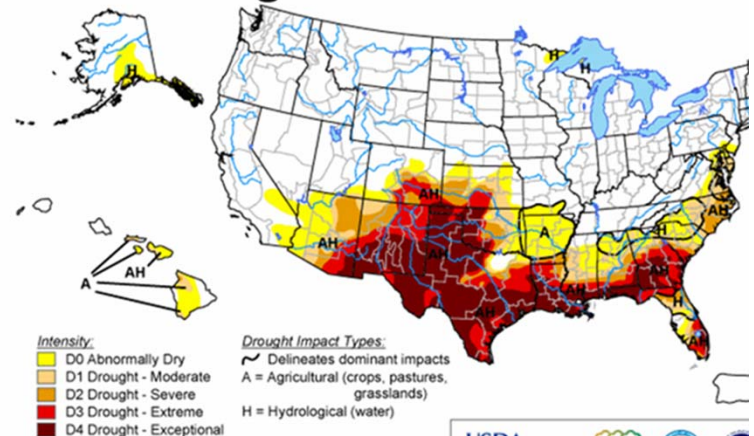 H
H
H
AH
A
AH
AH
A
AH
H
AH
AH
AH
AH
H
A
Intensity:
D0 Abnormally Dry
D1 Drought - Moderate
D2 Drought - Severe
D3 Drought - Extreme
D4 Drought - Exceptional
Drought Impact Types:
Delineates dominant impacts
A = Agricultural (crops, pastures,
grasslands)
H = Hydrological (water)
USDA